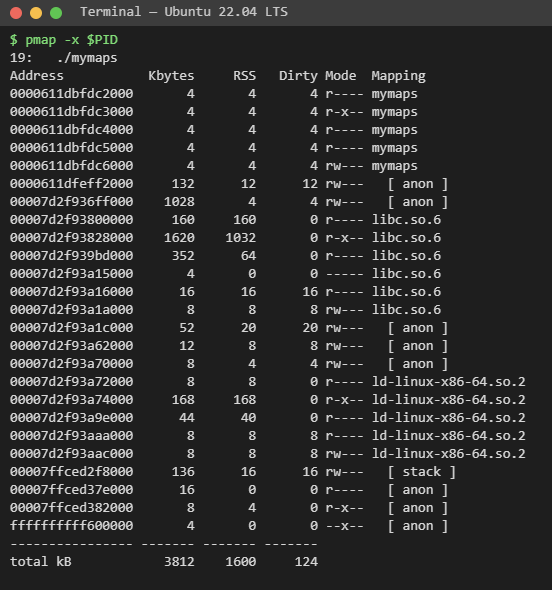 Terminal — Ubuntu 22.04 LTS
$ pmap -x $PID
19:   ./mymaps
Address           Kbytes     RSS   Dirty Mode  Mapping
0000611dbfdc2000       4       4       4 r---- mymaps
0000611dbfdc3000       4       4       4 r-x-- mymaps
0000611dbfdc4000       4       4       4 r---- mymaps
0000611dbfdc5000       4       4       4 r---- mymaps
0000611dbfdc6000       4       4       4 rw--- mymaps
0000611dfeff2000     132      12      12 rw---   [ anon ]
00007d2f936ff000    1028       4       4 rw---   [ anon ]
00007d2f93800000     160     160       0 r---- libc.so.6
00007d2f93828000    1620    1032       0 r-x-- libc.so.6
00007d2f939bd000     352      64       0 r---- libc.so.6
00007d2f93a15000       4       0       0 ----- libc.so.6
00007d2f93a16000      16      16      16 r---- libc.so.6
00007d2f93a1a000       8       8       8 rw--- libc.so.6
00007d2f93a1c000      52      20      20 rw---   [ anon ]
00007d2f93a62000      12       8       8 rw---   [ anon ]
00007d2f93a70000       8       4       4 rw---   [ anon ]
00007d2f93a72000       8       8       0 r---- ld-linux-x86-64.so.2
00007d2f93a74000     168     168       0 r-x-- ld-linux-x86-64.so.2
00007d2f93a9e000      44      40       0 r---- ld-linux-x86-64.so.2
00007d2f93aaa000       8       8       8 r---- ld-linux-x86-64.so.2
00007d2f93aac000       8       8       8 rw--- ld-linux-x86-64.so.2
00007ffced2f8000     136      16      16 rw---   [ stack ]
00007ffced37e000      16       0       0 r----   [ anon ]
00007ffced382000       8       4       0 r-x--   [ anon ]
ffffffffff600000       4       0       0 --x--   [ anon ]
---------------- ------- ------- -------
total kB            3812    1600     124